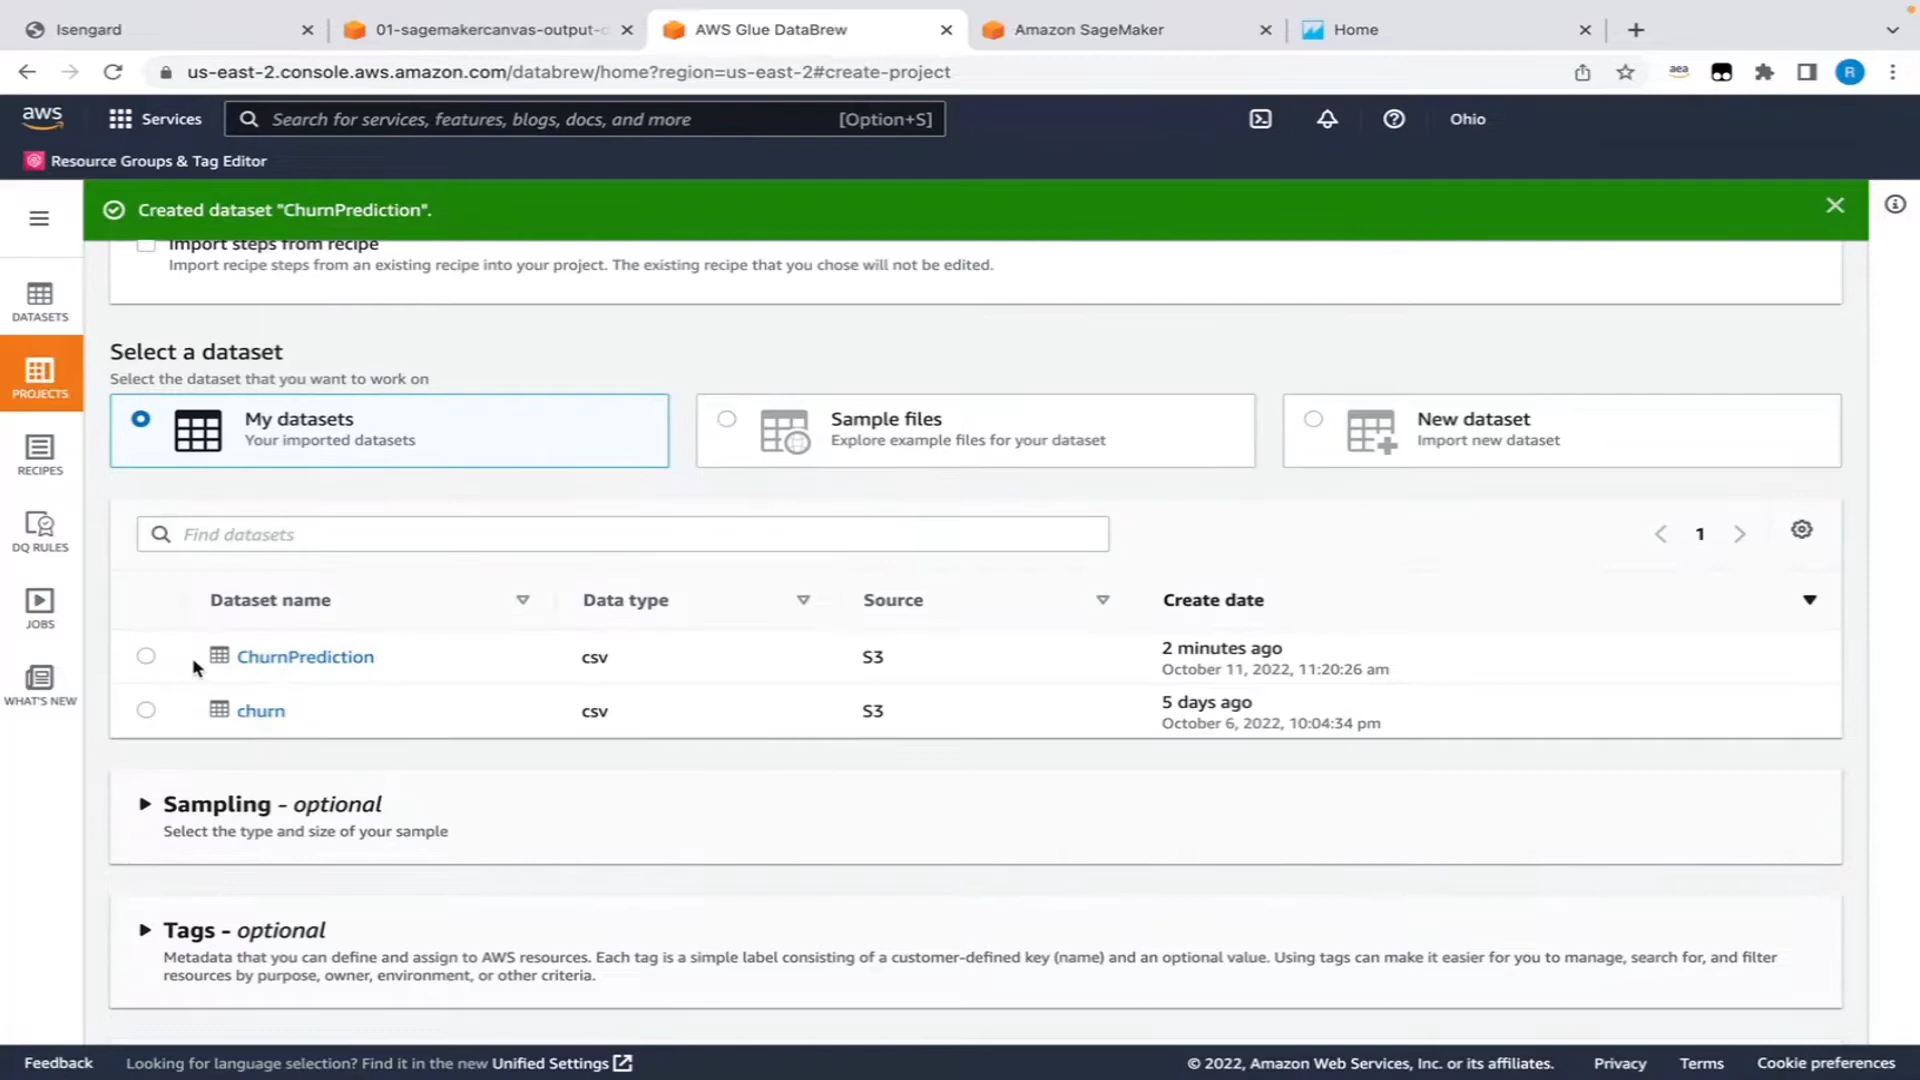 Isengard
01-sagemakercanvas-output-d
AWS Glue DataBrew
Amazon SageMaker
Home
us-east-2.console.aws.amazon.com/databrew/home?region=us-east-2#create-project
aea
R
aws
Services
Search for services, features, blogs, docs, and more
[Option+S]
Ohio
Resource Groups & Tag Editor
Created dataset "ChurnPrediction".
Import steps from recipe
Import recipe steps from an existing recipe into your project. The existing recipe that you chose will not be edited.
DATASETS
PROJECTS
RECIPES
DQ RULES
JOBS
WHAT'S NEW
Select a dataset
Select the dataset that you want to work on
My datasets
Your imported datasets
Sample files
Explore example files for your dataset
New dataset
Import new dataset
Find datasets
1
Dataset name Data type Source Create date
ChurnPrediction csv S3 2 minutes ago
October 11, 2022, 11:20:26 am
churn csv S3 5 days ago
October 6, 2022, 10:04:34 pm
Sampling - optional
Select the type and size of your sample
Tags - optional
Metadata that you can define and assign to AWS resources. Each tag is a simple label consisting of a customer-defined key (name) and an optional value. Using tags can make it easier for you to manage, search for, and filter
resources by purpose, owner, environment, or other criteria.
Feedback
Looking for language selection? Find it in the new Unified Settings
© 2022, Amazon Web Services, Inc. or its affiliates.
Privacy
Terms
Cookie preferences